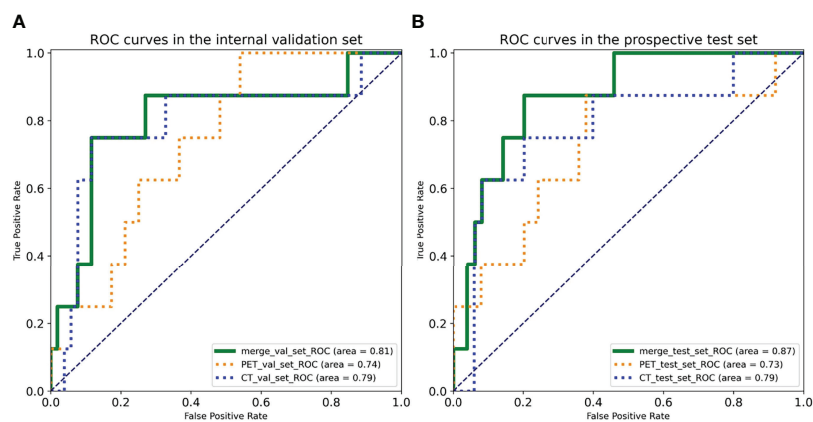 A
ROC curves in the internal validation set
1.0
0.8
0.6
0.4
0.2
0.0
True Positive Rate
merge_val_set_ROC (area = 0.81)
PET_val_set_ROC (area = 0.74)
CT_val_set_ROC (area = 0.79)
0.0 0.2 0.4 0.6 0.8 1.0
False Positive Rate
B
ROC curves in the prospective test set
1.0
0.8
0.6
0.4
0.2
0.0
True Positive Rate
merge_test_set_ROC (area = 0.87)
PET_test_set_ROC (area = 0.73)
CT_test_set_ROC (area = 0.79)
0.0 0.2 0.4 0.6 0.8 1.0
False Positive Rate